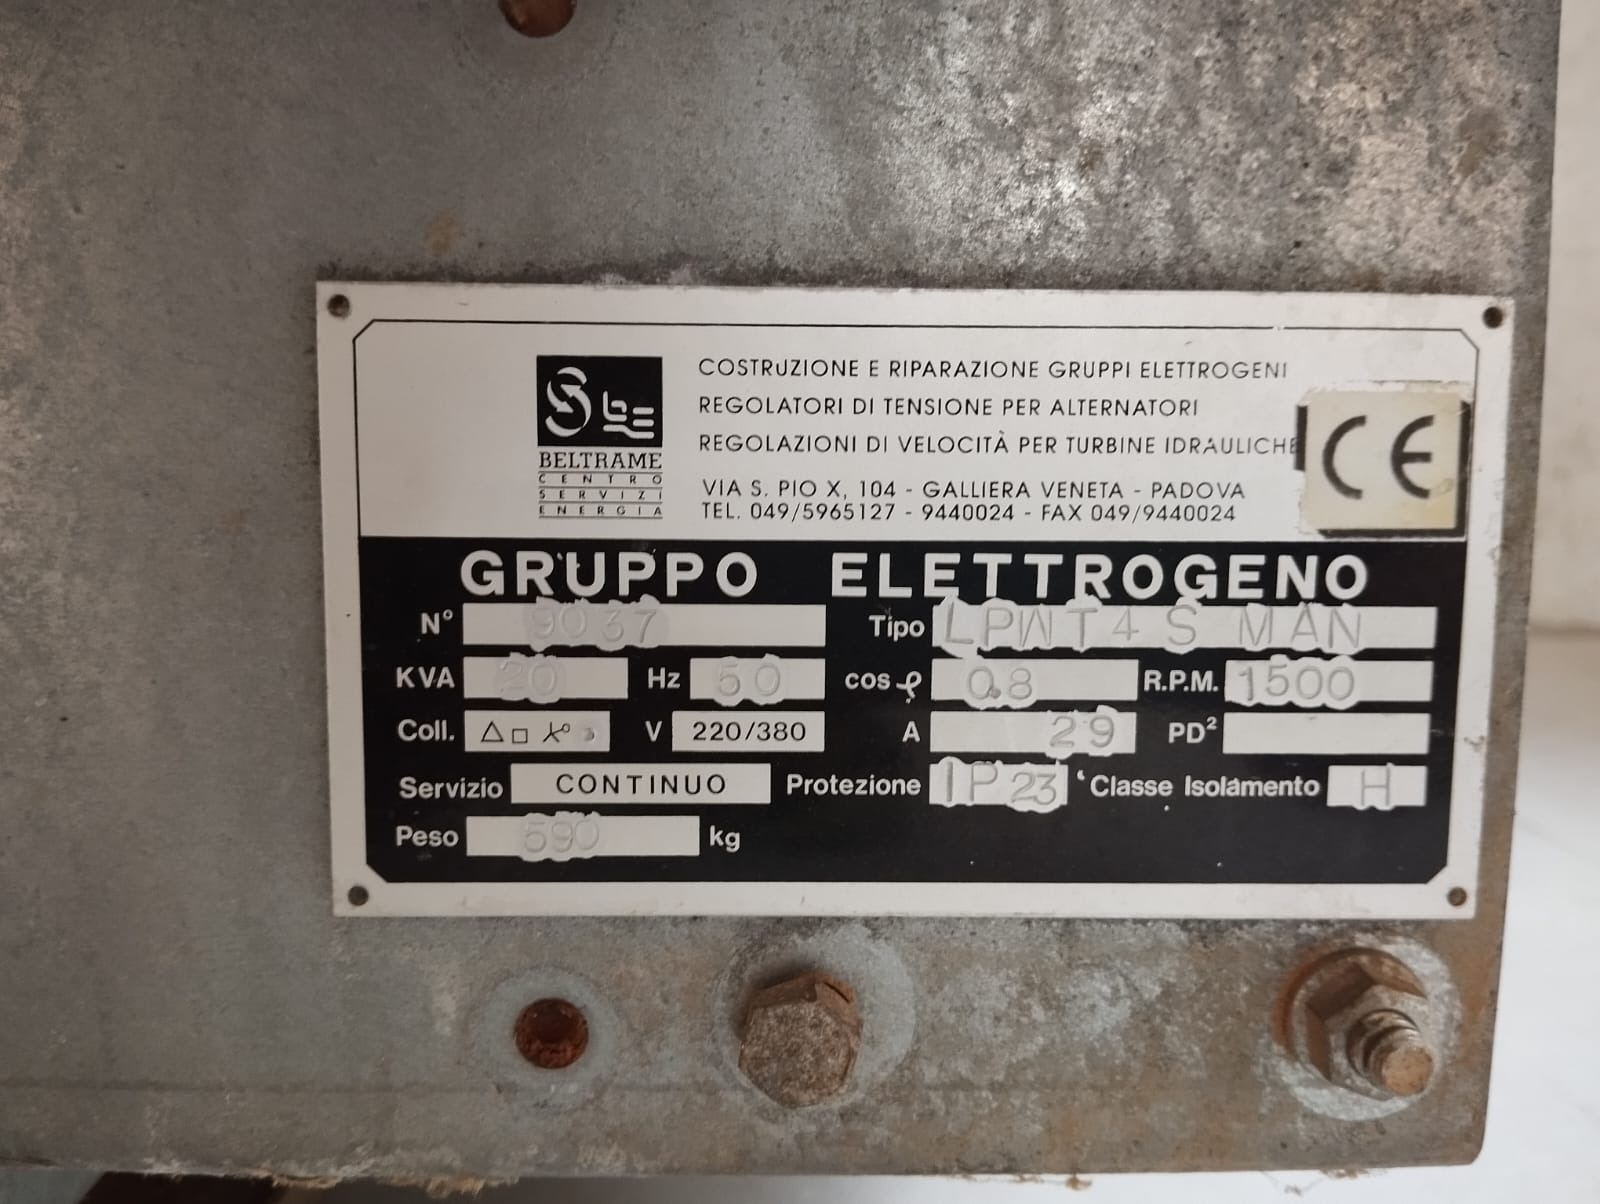 BELTRAME
CENTRO
SERVIZI
ENERGIA
COSTRUZIONE E RIPARAZIONE GRUPPI ELETTROGENI
REGOLATORI DI TENSIONE PER ALTERNATORI
REGOLAZIONI DI VELOCITÀ PER TURBINE IDRAULICHE
VIA S. PIO X, 104 - GALLIERA VENETA - PADOVA
TEL. 049/5965127 - 9440024 - FAX 049/9440024
CE
GRUPPO ELETTROGENO
N° 9037 Tipo LPWT4 S MAN
KVA 20 Hz 50 cos φ 0.8 R.P.M. 1500
Coll. V 220/380 A 29 PD²
Servizio CONTINUO Protezione IP23 Classe Isolamento H
Peso 590 kg